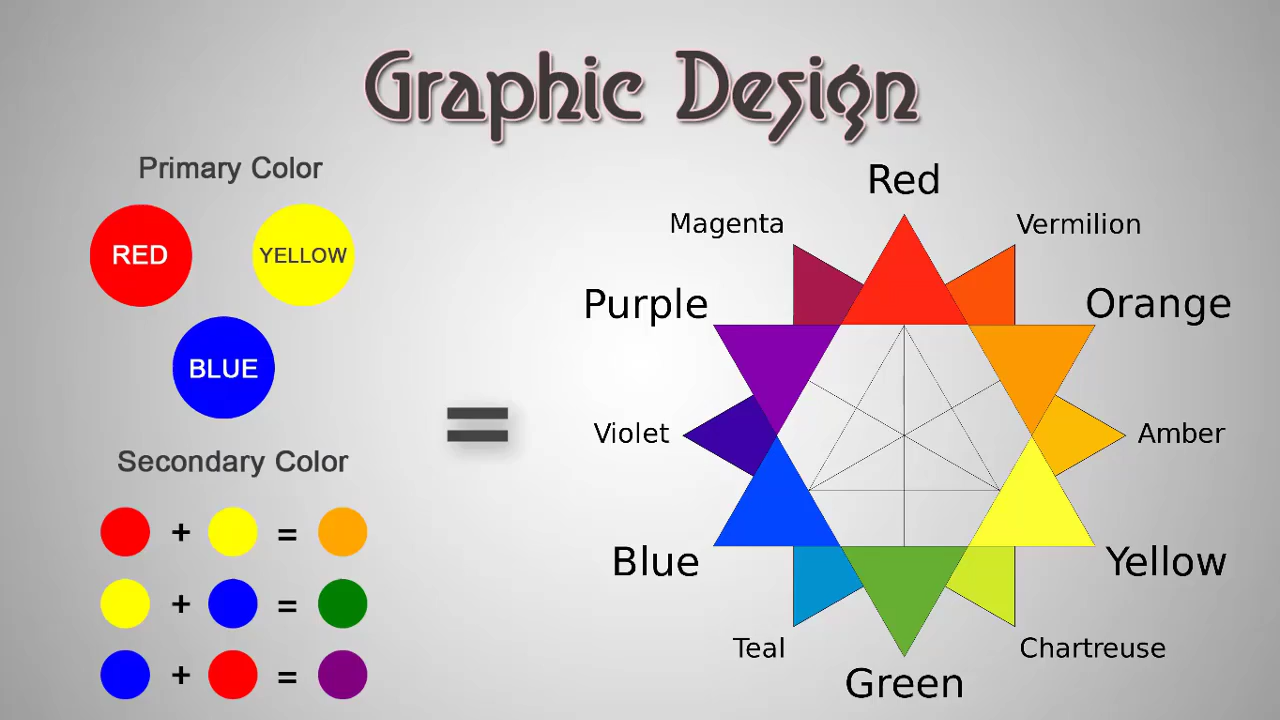 Graphic Design
Primary Color
RED
YELLOW
BLUE
Secondary Color
+ =
+ =
+ =
=
Red
Magenta
Vermilion
Purple
Orange
Violet
Amber
Blue
Yellow
Teal
Chartreuse
Green